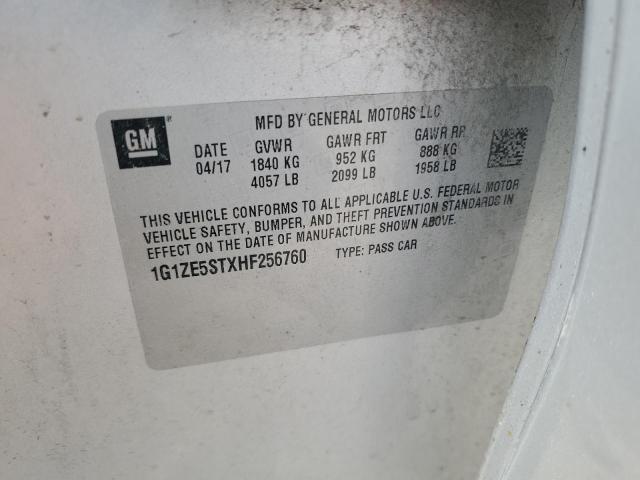 GM
MFD BY GENERAL MOTORS LLC
DATE GVWR GAWR FRT GAWR RR
04/17 1840 KG 952 KG 888 KG
4057 LB 2099 LB 1958 LB
THIS VEHICLE CONFORMS TO ALL APPLICABLE U.S. FEDERAL MOTOR
VEHICLE SAFETY, BUMPER, AND THEFT PREVENTION STANDARDS IN
EFFECT ON THE DATE OF MANUFACTURE SHOWN ABOVE.
1G1ZE5STXHF256760 TYPE: PASS CAR